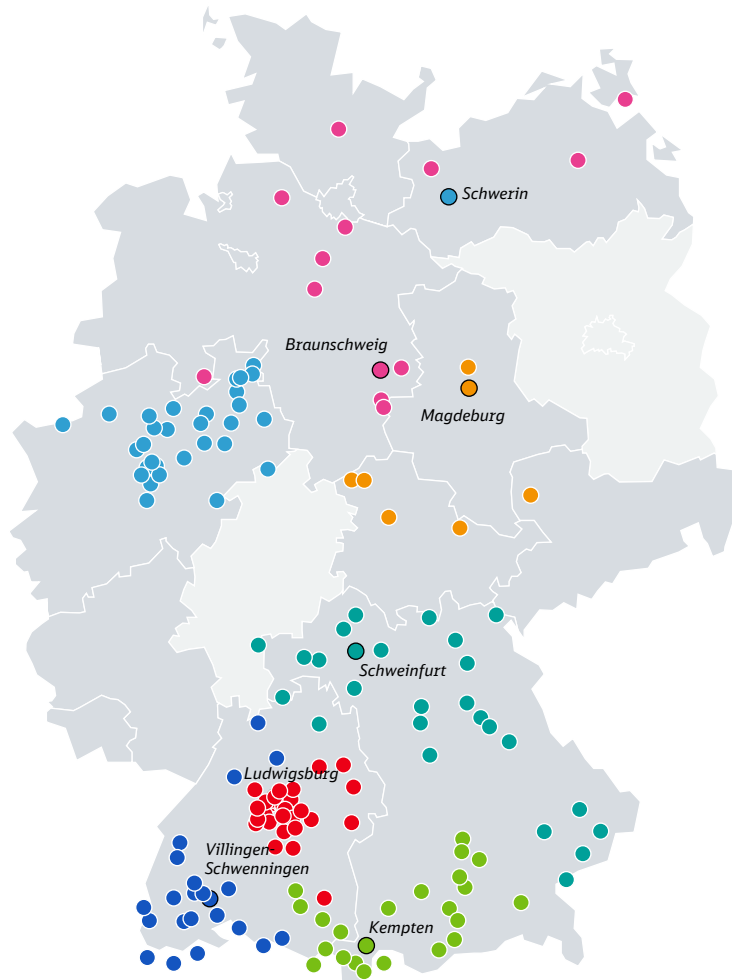 Schwerin
Braunschweig
Magdeburg
Schweinfurt
Ludwigsburg
Villingen-
Schwenningen
Kempten